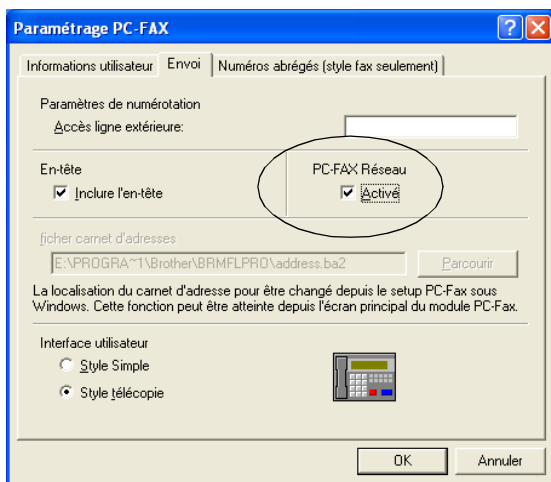 Paramétrage PC-FAX
Informations utilisateur Envoi Numéros abrégés (style fax seulement)
Paramètres de numérotation
Accès ligne extérieure:
En-tête PC-FAX Réseau
Inclure l'en-tête Activé
ficher carnet d'adresses
E:\PROGRA~1\Brother\BRMFLPRO\address.ba2 Parcourir
La localisation du carnet d'adresse pour être changé depuis le setup PC-Fax sous
Windows. Cette fonction peut être atteinte depuis l'écran principal du module PC-Fax.
Interface utilisateur
Style Simple
Style télécopie
OK Annuler